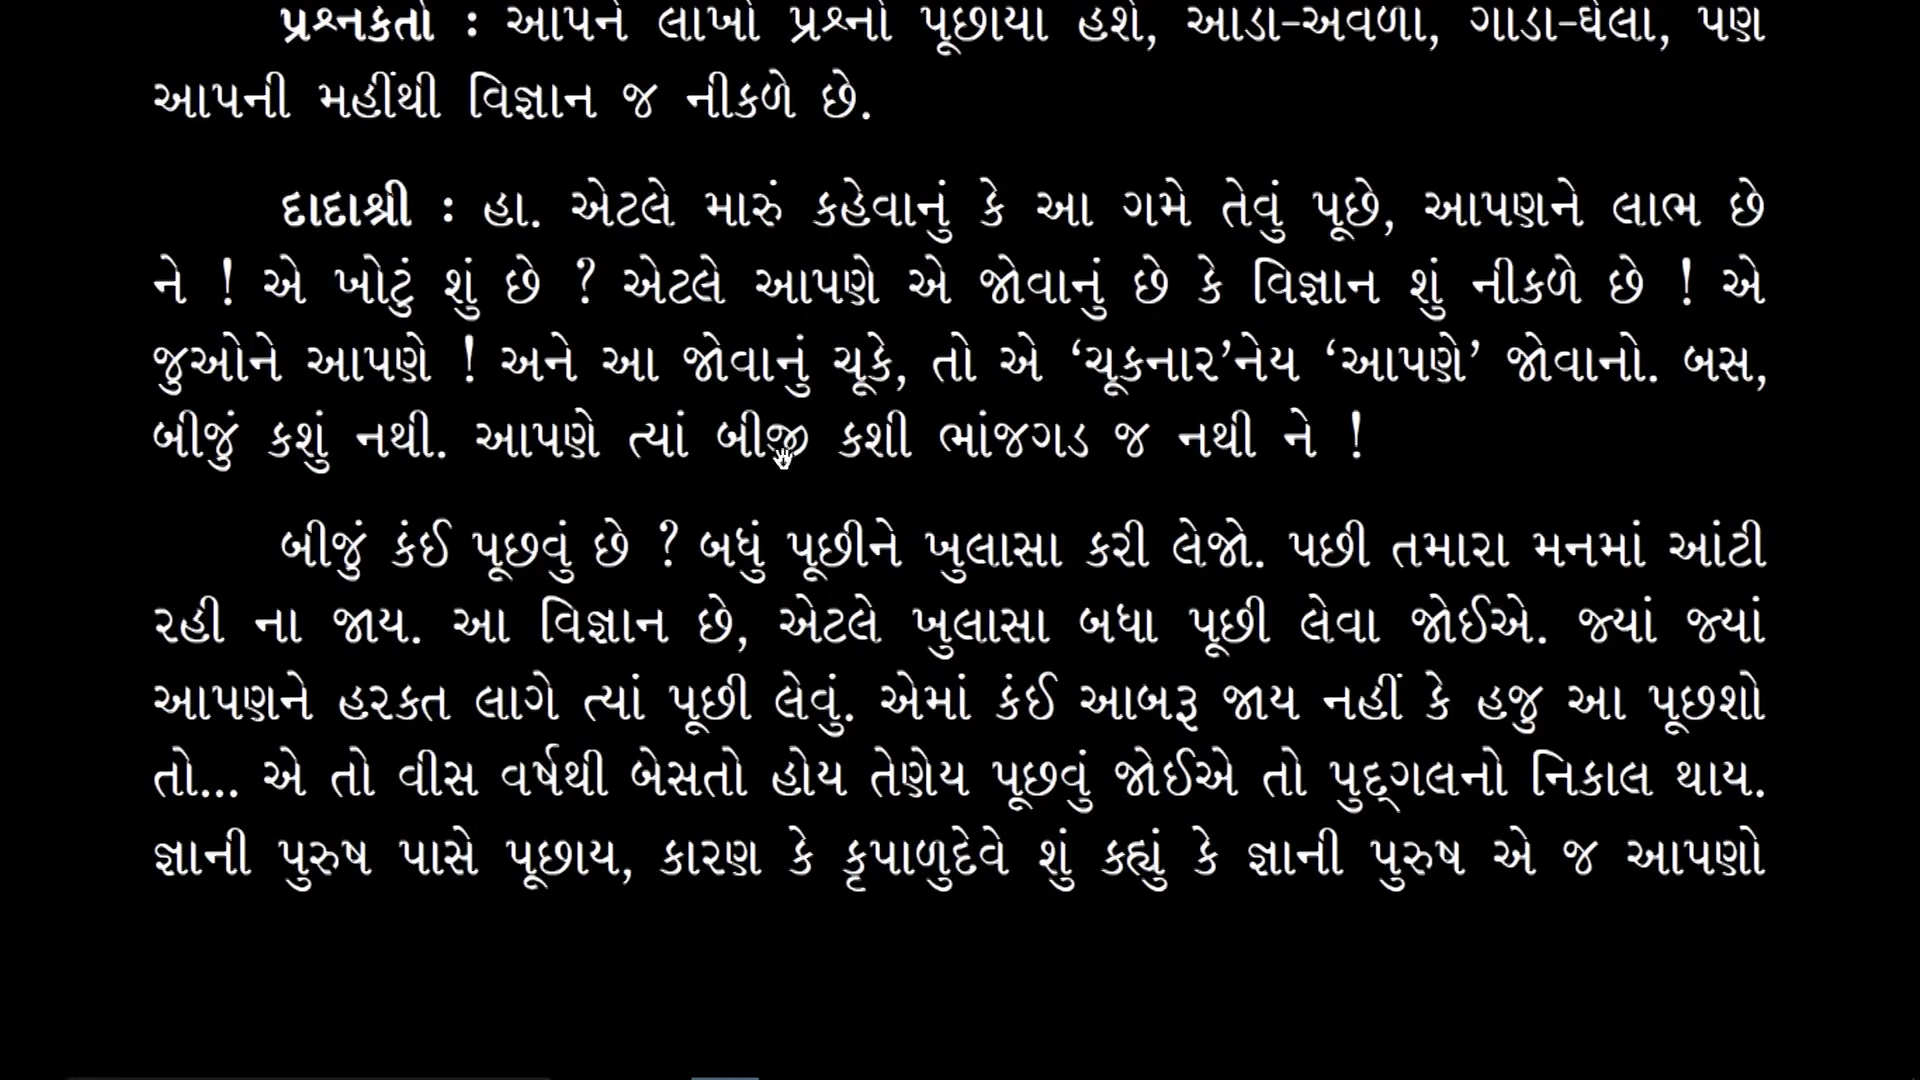 પ્રશ્નકર્તા : આપને લાખો પ્રશ્નો પૂછાયા હશે, આડા-અવળા, ગાંડા-ઘેલા, પણ
આપની મહીંથી વિજ્ઞાન જ નીકળે છે.
દાદાશ્રી : હા. એટલે મારું કહેવાનું કે આ ગમે તેવું પૂછે, આપણને લાભ છે
ને ! એ ખોટું શું છે ? એટલે આપણે એ જોવાનું છે કે વિજ્ઞાન શું નીકળે છે ! એ
જુઓને આપણે ! અને આ જોવાનું ચૂકે, તો એ ‘ચૂકનાર’નેય ‘આપણે’ જોવાનો. બસ,
બીજું કશું નથી. આપણે ત્યાં બીજી કશી ભાંજગડ જ નથી ને !
બીજું કંઈ પૂછવું છે ? બધું પૂછીને ખુલાસા કરી લેજો. પછી તમારા મનમાં આંટી
રહી ના જાય. આ વિજ્ઞાન છે, એટલે ખુલાસા બધા પૂછી લેવા જોઈએ. જ્યાં જ્યાં
આપણને હરકત લાગે ત્યાં પૂછી લેવું. એમાં કંઈ આબરૂ જાય નહીં કે હજુ આ પૂછશો
તો... એ તો વીસ વર્ષથી બેસતો હોય તેણેય પૂછવું જોઈએ તો પુદ્ગલનો નિકાલ થાય.
જ્ઞાની પુરુષ પાસે પૂછાય, કારણ કે કૃપાળુદેવે શું કહ્યું કે જ્ઞાની પુરુષ એ જ આપણો